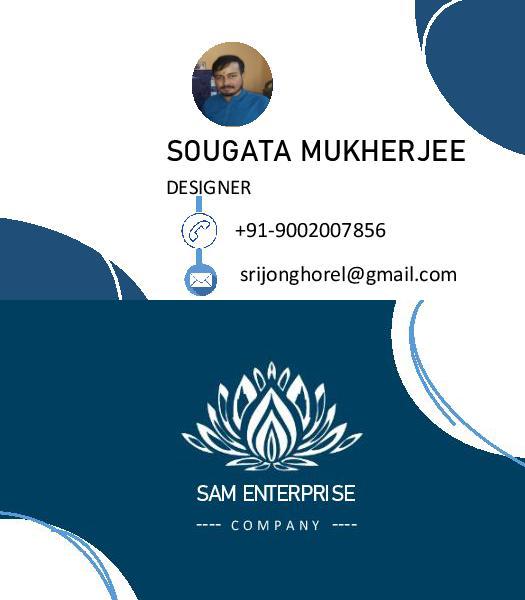 SOUGATA MUKHERJEE
DESIGNER
+91-9002007856
srijonghorel@gmail.com
SAM ENTERPRISE
---- COMPANY ----